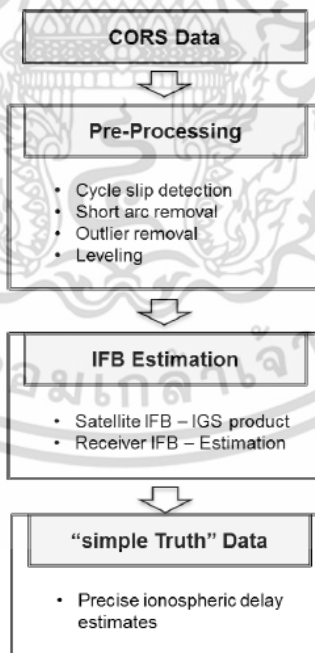 CORS Data
Pre-Processing
• Cycle slip detection
• Short arc removal
• Outlier removal
• Leveling
IFB Estimation
• Satellite IFB – IGS product
• Receiver IFB – Estimation
"simple Truth" Data
• Precise ionospheric delay
estimates